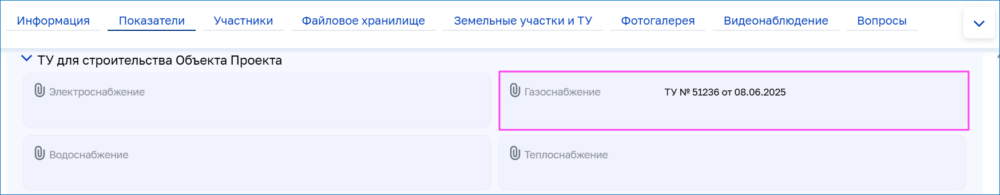 Информация Показатели Участники Файловое хранилище Земельные участки и ТУ Фотогалерея Видеонаблюдение Вопросы
ТУ для строительства Объекта Проекта
Электроснабжение
Газоснабжение ТУ № 51236 от 08.06.2025
Водоснабжение
Теплоснабжение